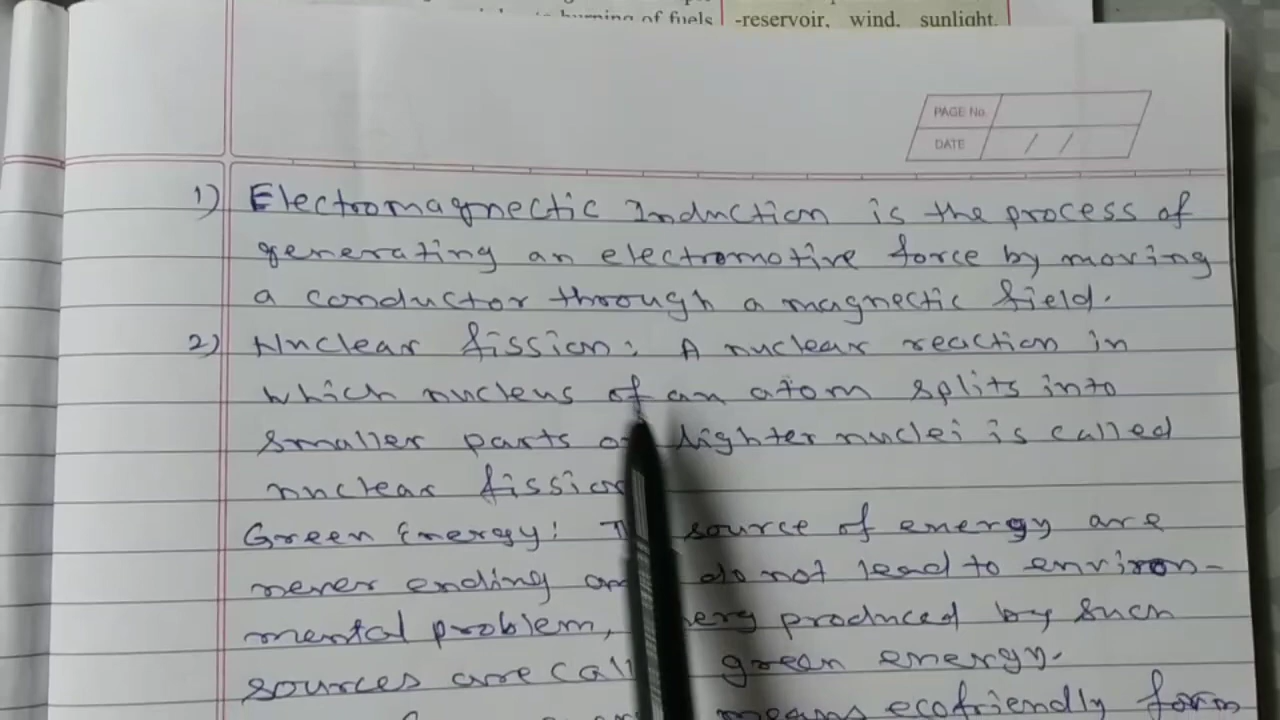 burning of fuels
-reservoir, wind, sunlight.
PAGE No.
DATE / /
1) Electromagnectic Induction is the process of
generating an electromotive force by moving
a conductor through a magnectic field.
2) Nuclear fission: A nuclear reaction in
which nucleus of an atom splits into
smaller parts or lighter nuclei is called
nuclear fission
Green Energy: source of energy are
never ending and do not lead to environ-
mental problem, produced by such
sources are green energy.
means ecofriendly form